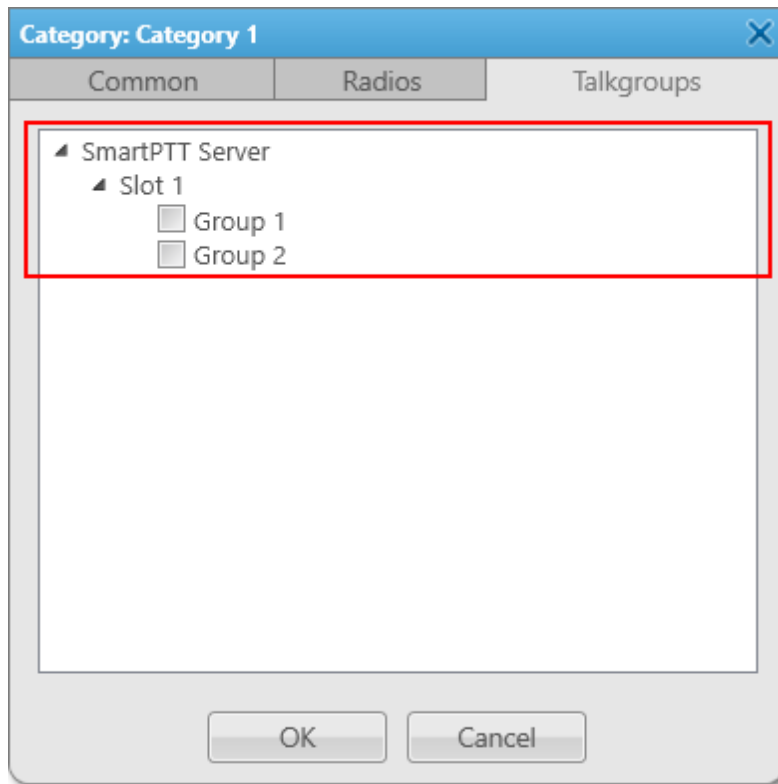 Category: Category 1
Common Radios Talkgroups
SmartPTT Server
Slot 1
Group 1
Group 2
OK Cancel